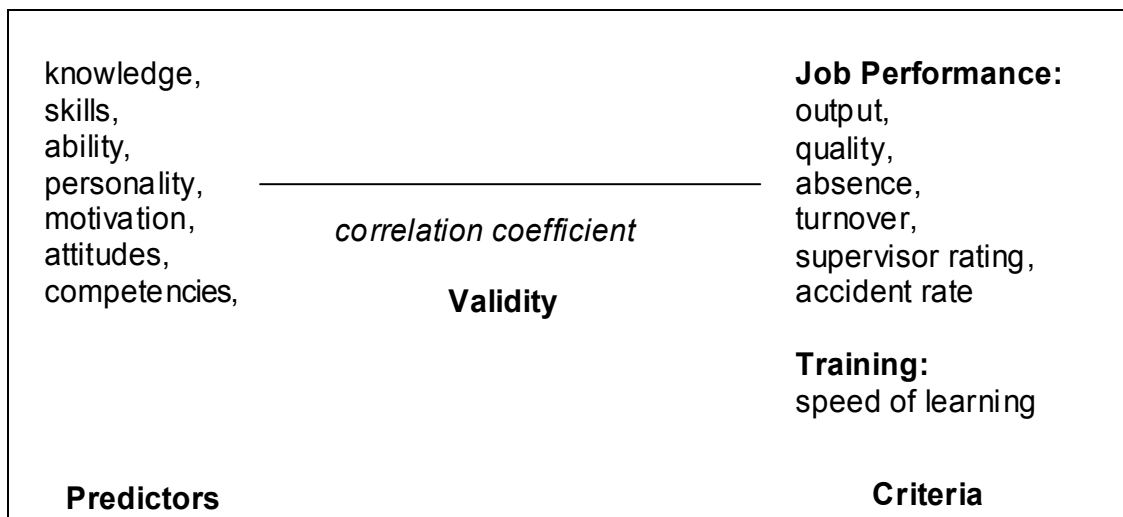 knowledge,
skills,
ability,
personality,
motivation,
attitudes,
competencies,
correlation coefficient
Validity
Job Performance:
output,
quality,
absence,
turnover,
supervisor rating,
accident rate
Training:
speed of learning
Predictors
Criteria